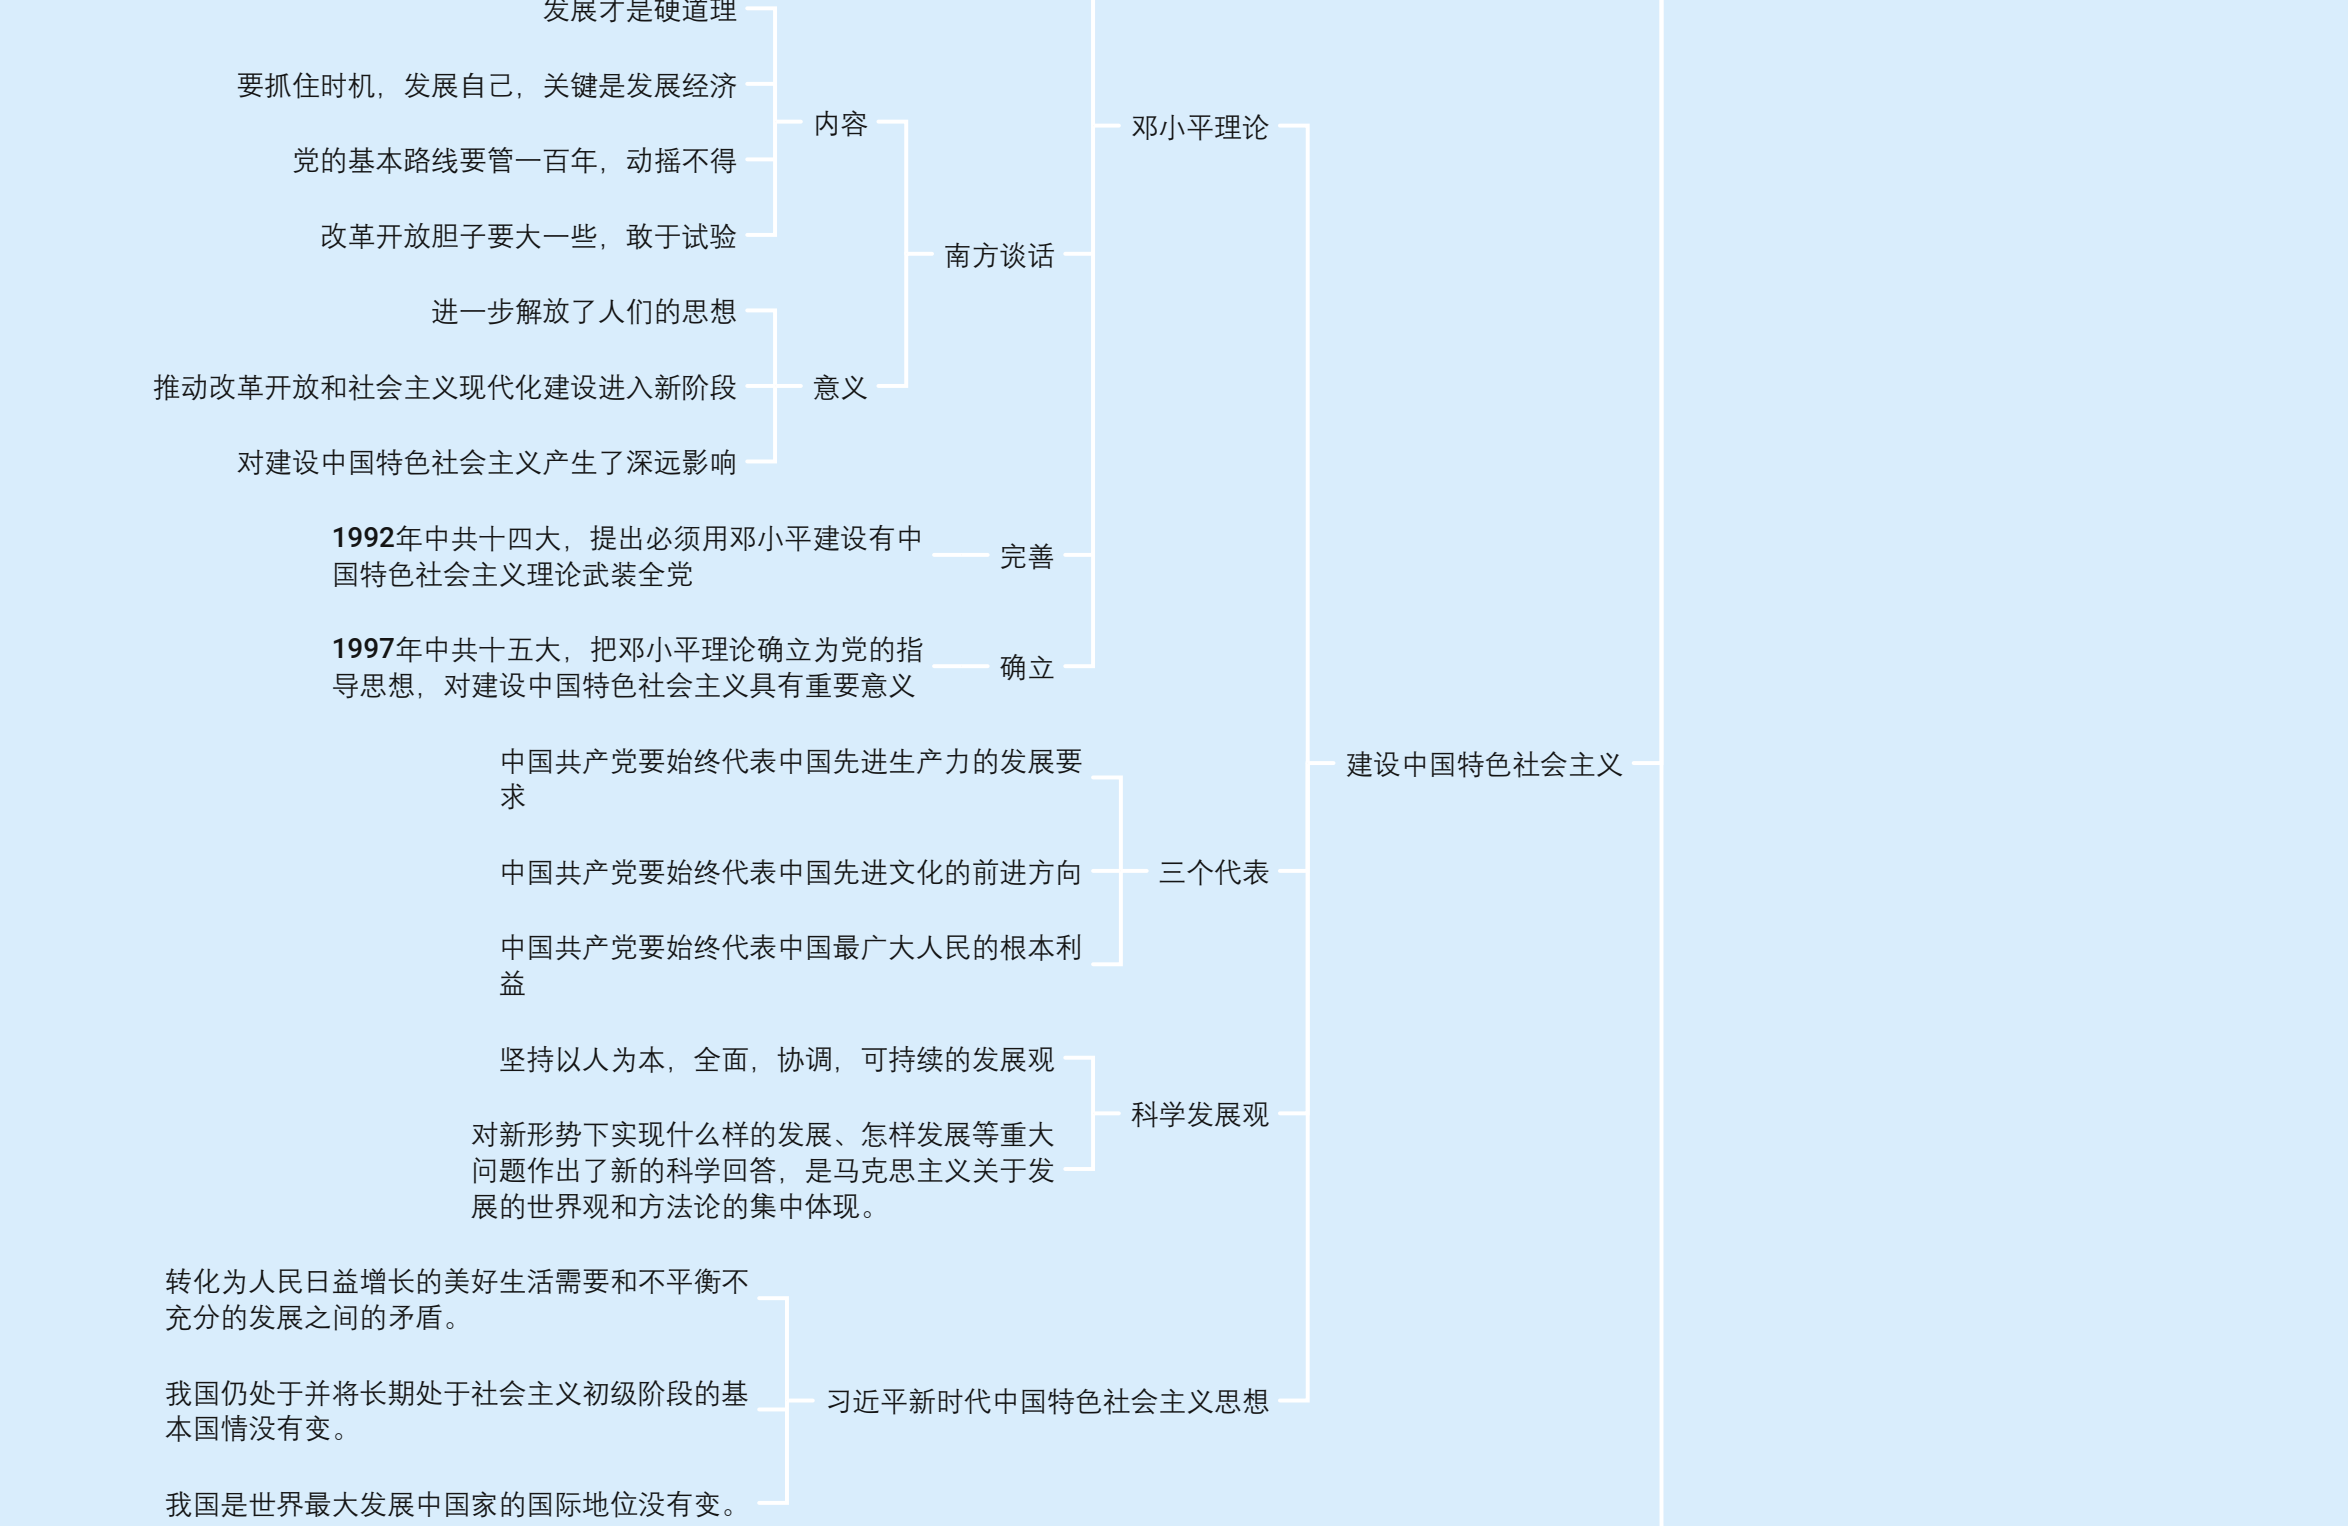 发展才是硬道理
要抓住时机，发展自己，关键是发展经济
内容
邓小平理论
党的基本路线要管一百年，动摇不得
改革开放胆子要大一些，敢于试验
南方谈话
进一步解放了人们的思想
推动改革开放和社会主义现代化建设进入新阶段
意义
对建设中国特色社会主义产生了深远影响
1992年中共十四大，提出必须用邓小平建设有中
国特色社会主义理论武装全党
完善
1997年中共十五大，把邓小平理论确立为党的指
导思想，对建设中国特色社会主义具有重要意义
确立
中国共产党要始终代表中国先进生产力的发展要
求
建设中国特色社会主义
中国共产党要始终代表中国先进文化的前进方向
三个代表
中国共产党要始终代表中国最广大人民的根本利
益
坚持以人为本，全面，协调，可持续的发展观
科学发展观
对新形势下实现什么样的发展、怎样发展等重大
问题作出了新的科学回答，是马克思主义关于发
展的世界观和方法论的集中体现。
转化为人民日益增长的美好生活需要和不平衡不
充分的发展之间的矛盾。
我国仍处于并将长期处于社会主义初级阶段的基
本国情没有变。
习近平新时代中国特色社会主义思想
我国是世界最大发展中国家的国际地位没有变。